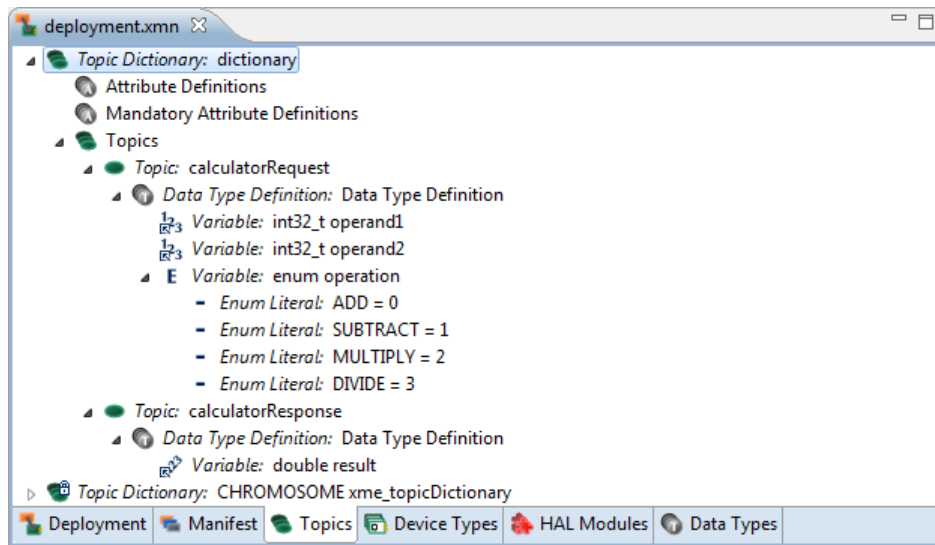 deployment.xmn
Topic Dictionary: dictionary
Attribute Definitions
Mandatory Attribute Definitions
Topics
Topic: calculatorRequest
Data Type Definition: Data Type Definition
Variable: int32_t operand1
Variable: int32_t operand2
E Variable: enum operation
Enum Literal: ADD = 0
Enum Literal: SUBTRACT = 1
Enum Literal: MULTIPLY = 2
Enum Literal: DIVIDE = 3
Topic: calculatorResponse
Data Type Definition: Data Type Definition
Variable: double result
Topic Dictionary: CHROMOSOME xme_topicDictionary
Deployment Manifest Topics Device Types HAL Modules Data Types